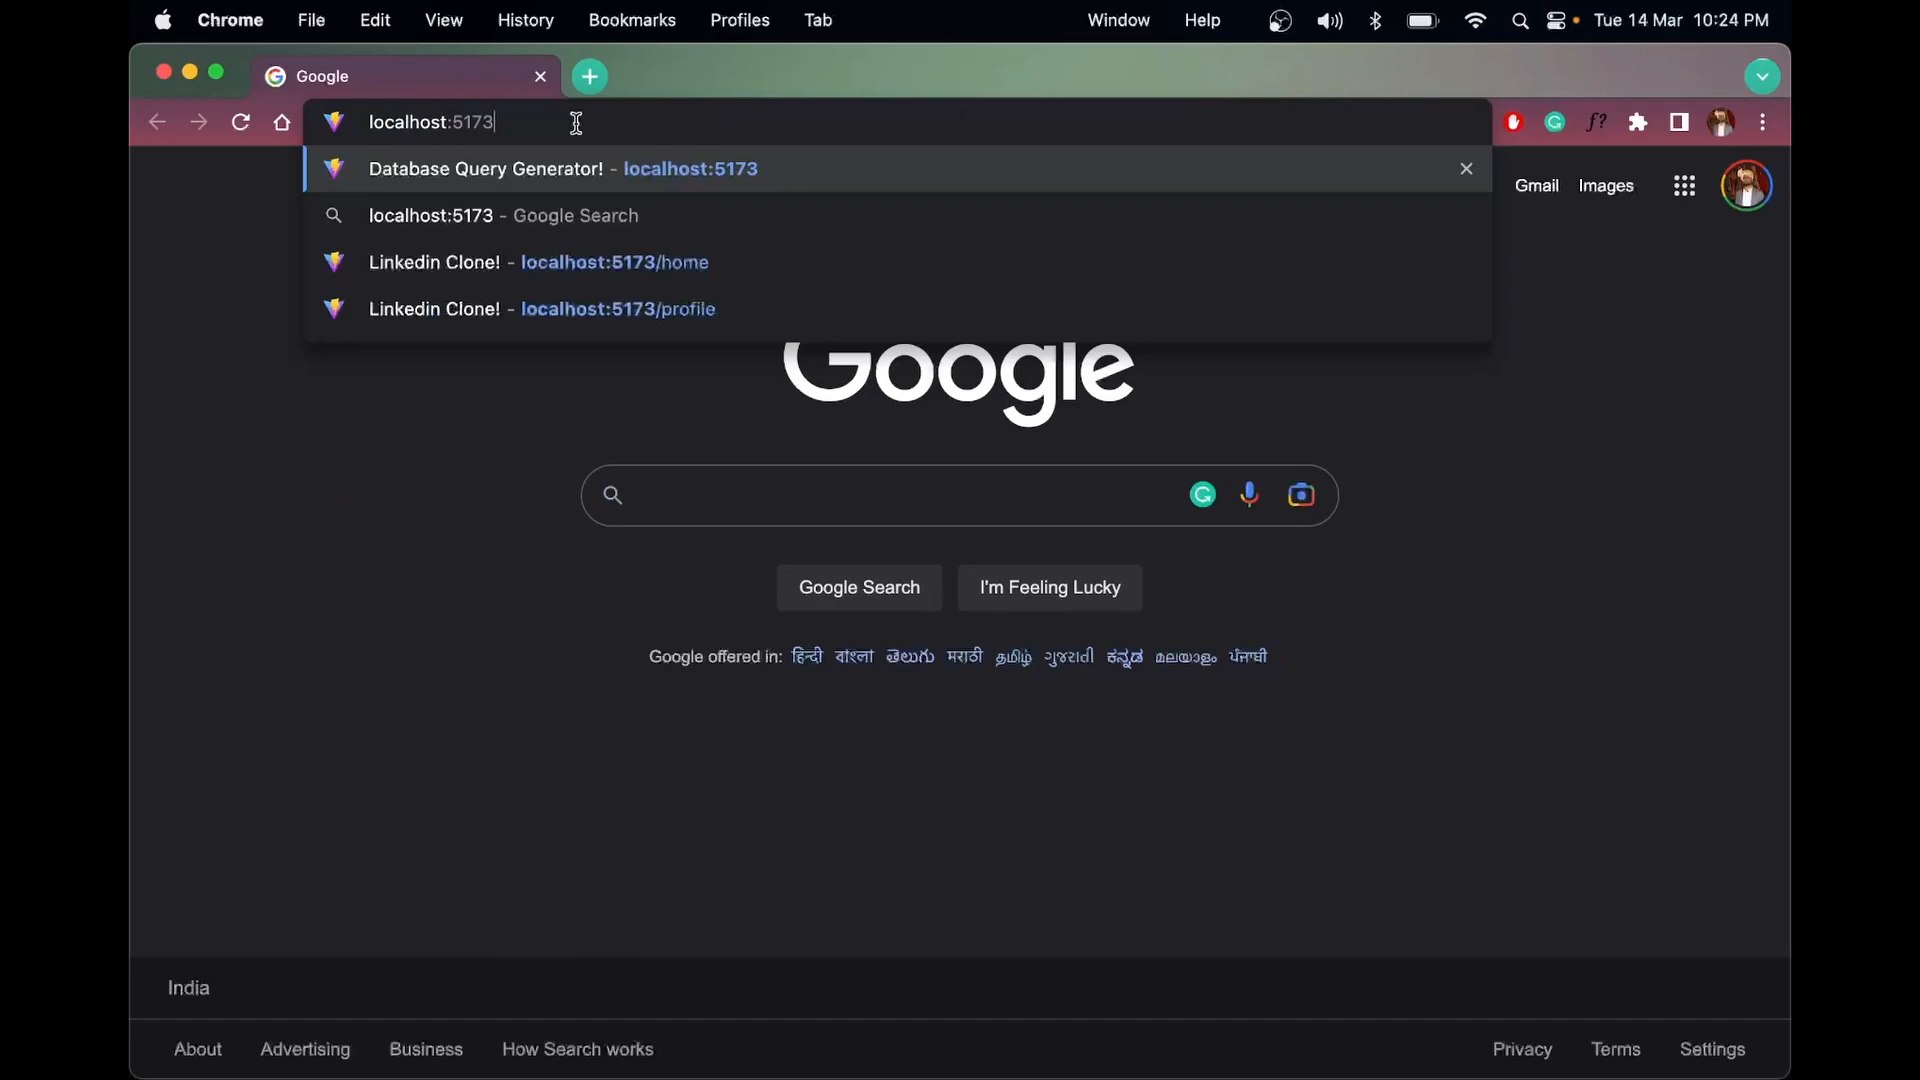 Chrome File Edit View History Bookmarks Profiles Tab Window Help Tue 14 Mar 10:24 PM
Google
localhost:5173
Database Query Generator! - localhost:5173
localhost:5173 - Google Search
Linkedin Clone! - localhost:5173/home
Linkedin Clone! - localhost:5173/profile
Gmail Images
Google
Google Search I'm Feeling Lucky
Google offered in: हिन्दी বাংলা తెలుగు मराठी தமிழ் ગુજરાતી ಕನ್ನಡ മലയാളം ਪੰਜਾਬੀ
India
About Advertising Business How Search works Privacy Terms Settings